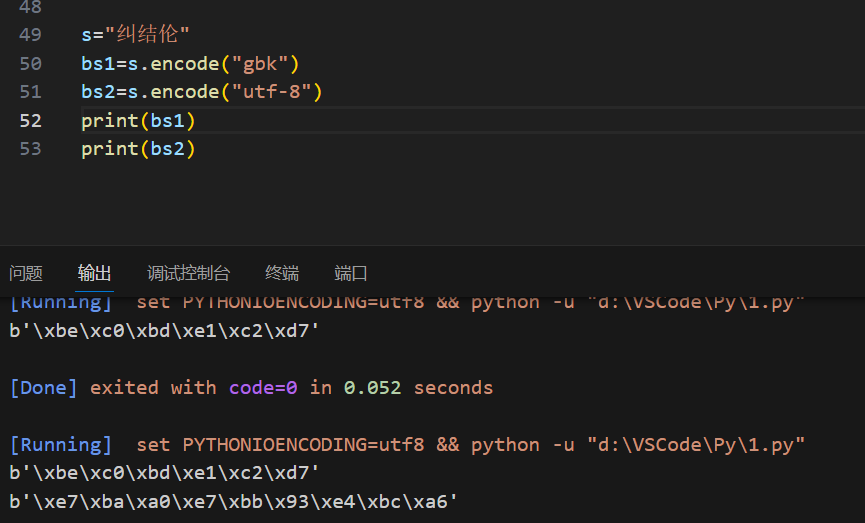 48
49 s="纠结伦"
50 bs1=s.encode("gbk")
51 bs2=s.encode("utf-8")
52 print(bs1)
53 print(bs2)
问题 输出 调试控制台 终端 端口
[Running] set PYTHONIOENCODING=utf8 && python -u "d:\VSCode\Py\1.py"
b'\xbe\xc0\xbd\xe1\xc2\xd7'
[Done] exited with code=0 in 0.052 seconds
[Running] set PYTHONIOENCODING=utf8 && python -u "d:\VSCode\Py\1.py"
b'\xbe\xc0\xbd\xe1\xc2\xd7'
b'\xe7\xba\xa0\xe7\xbb\x93\xe4\xbc\xa6'